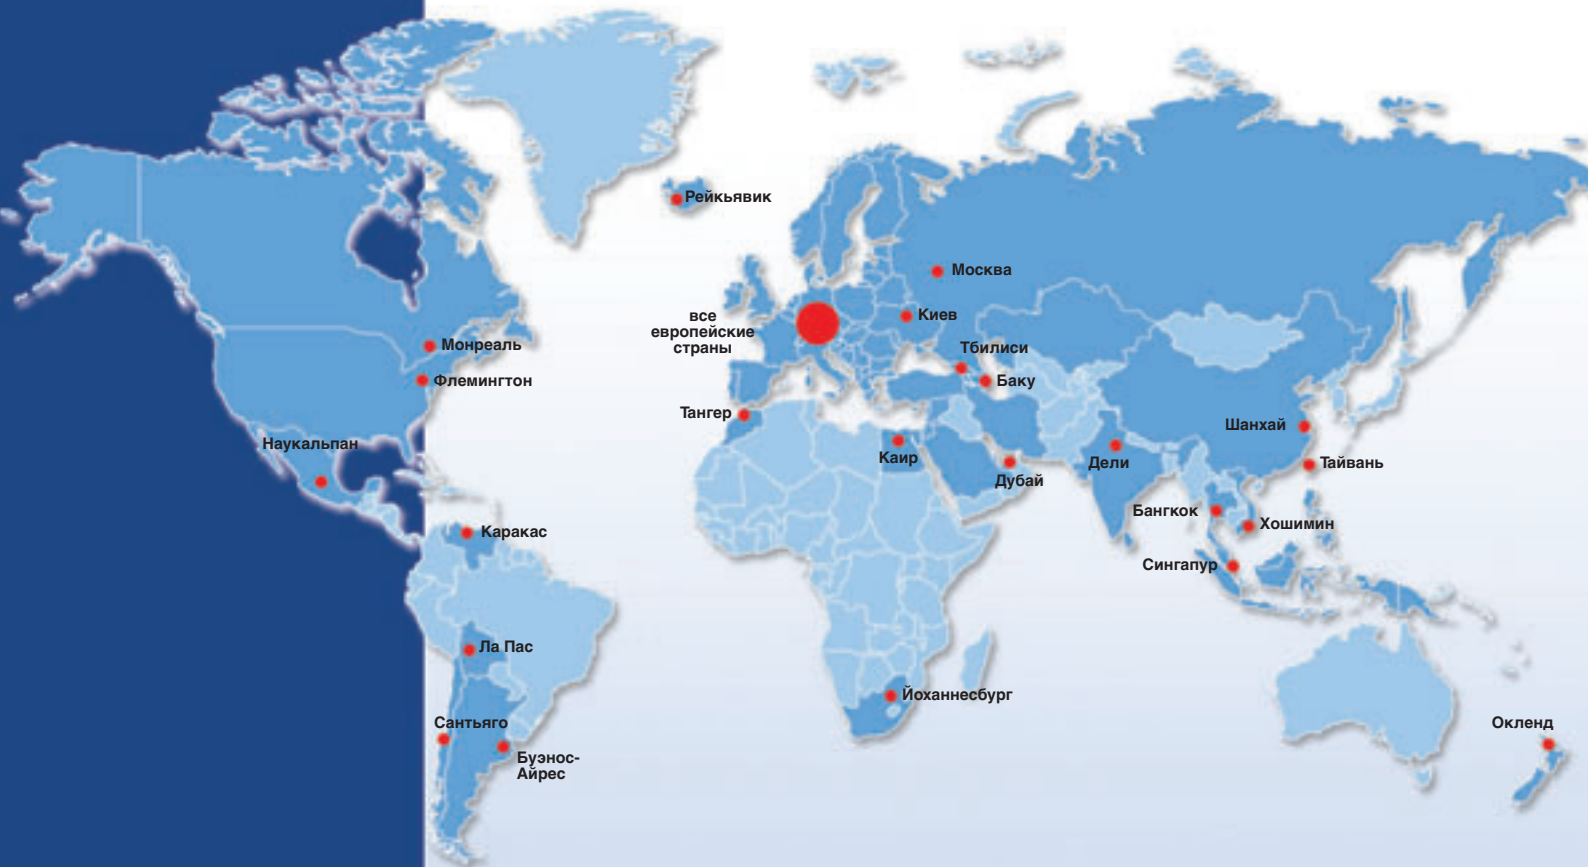 Рейкьявик
Москва
все
европейские
страны
Киев
Монреаль
Тбилиси
Флемингтон
Баку
Тангер
Шанхай
Наукальпан
Каир
Дели
Тайвань
Дубай
Бангкок
Хошимин
Каракас
Сингапур
Ла Пас
Йоханнесбург
Сантьяго
Окленд
Буэнос-
Айрес